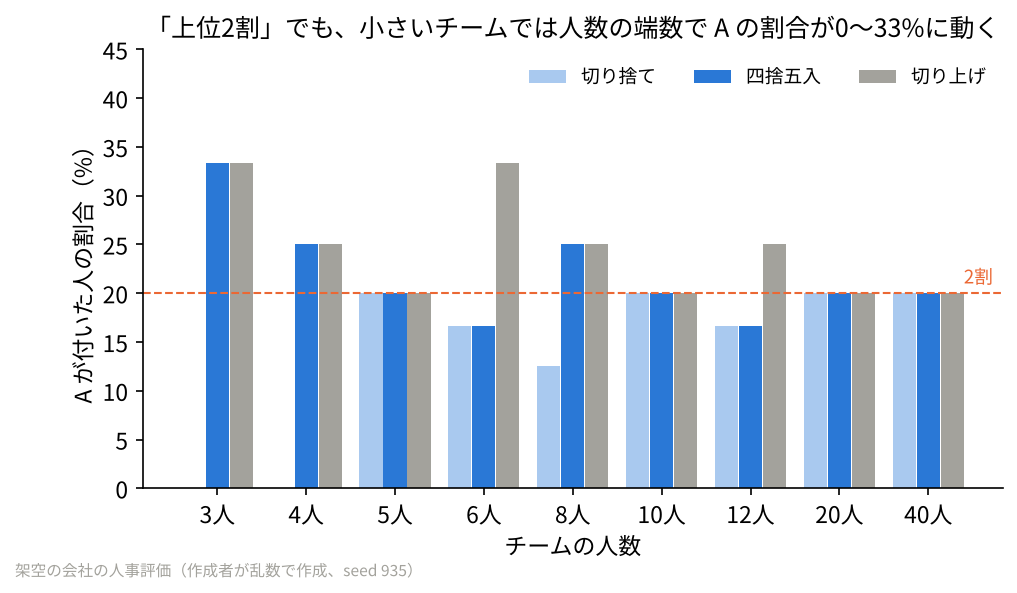 「上位2割」でも、小さいチームでは人数の端数で A の割合が0〜33%に動く
切り捨て
四捨五入
切り上げ
A が付いた人の割合（%）
45
40
35
30
25
20
15
10
5
0
2割
3人
4人
5人
6人
8人
10人
12人
20人
40人
チームの人数
架空の会社の人事評価（作成者が乱数で作成、seed 935）